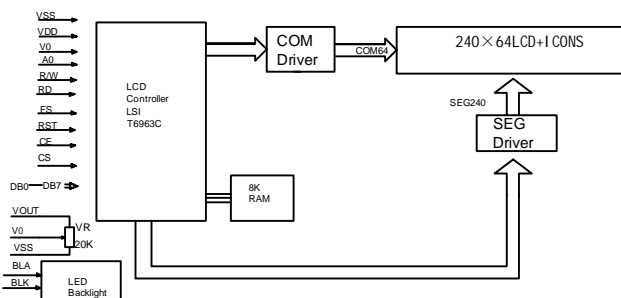 VSS
VDD
V0
A0
R/W
RD
FS
RST
CE
CS
DB0—DB7
VOUT
V0
VSS
VR
20K
BLA
BLK
LED
Backlight
LCD
Controller
LSI
T6963C
8K
RAM
COM
Driver
COM64
240×64LCD+ICONS
SEG240
SEG
Driver